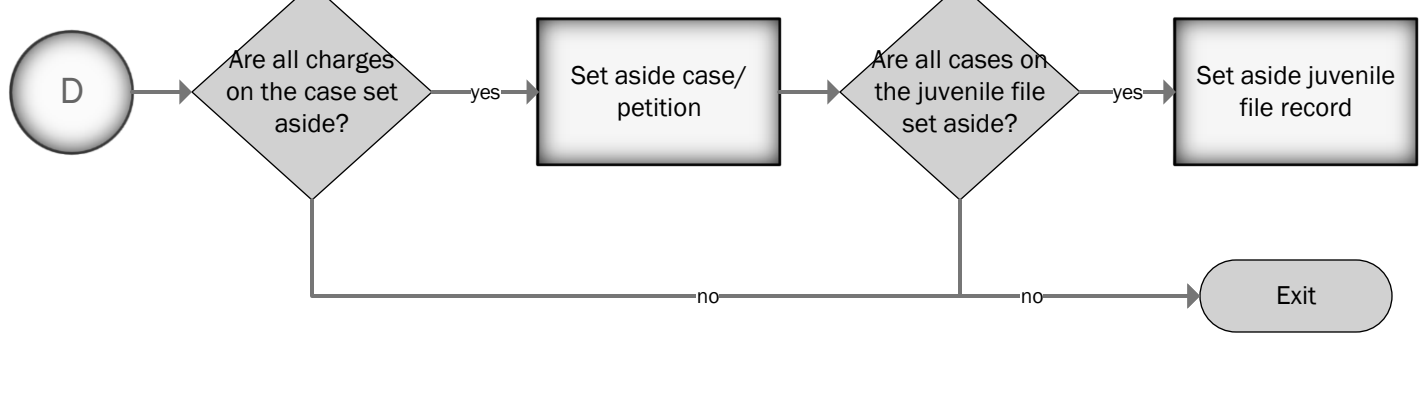 D
Are all charges
on the case set
aside?
yes
Set aside case/
petition
Are all cases on
the juvenile file
set aside?
yes
Set aside juvenile
file record
no
no
Exit